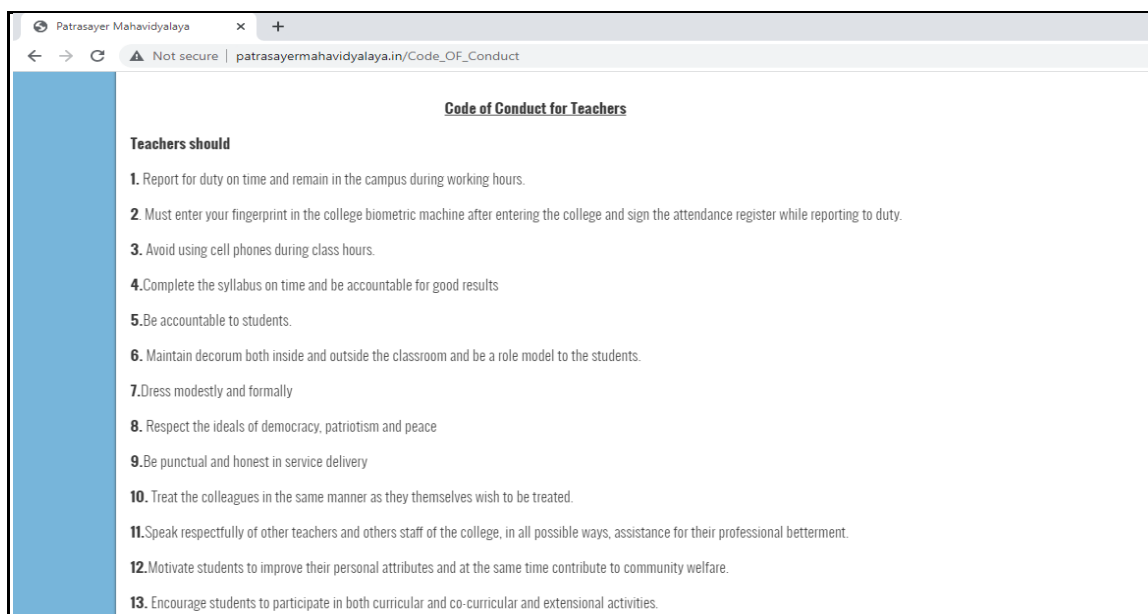 Patrasayer Mahavidyalaya
Not secure | patrasayermahavidyalaya.in/Code_OF_Conduct
Code of Conduct for Teachers
Teachers should
1. Report for duty on time and remain in the campus during working hours.
2. Must enter your fingerprint in the college biometric machine after entering the college and sign the attendance register while reporting to duty.
3. Avoid using cell phones during class hours.
4.Complete the syllabus on time and be accountable for good results
5.Be accountable to students.
6. Maintain decorum both inside and outside the classroom and be a role model to the students.
7.Dress modestly and formally
8. Respect the ideals of democracy, patriotism and peace
9.Be punctual and honest in service delivery
10. Treat the colleagues in the same manner as they themselves wish to be treated.
11.Speak respectfully of other teachers and others staff of the college, in all possible ways, assistance for their professional betterment.
12.Motivate students to improve their personal attributes and at the same time contribute to community welfare.
13. Encourage students to participate in both curricular and co-curricular and extensional activities.